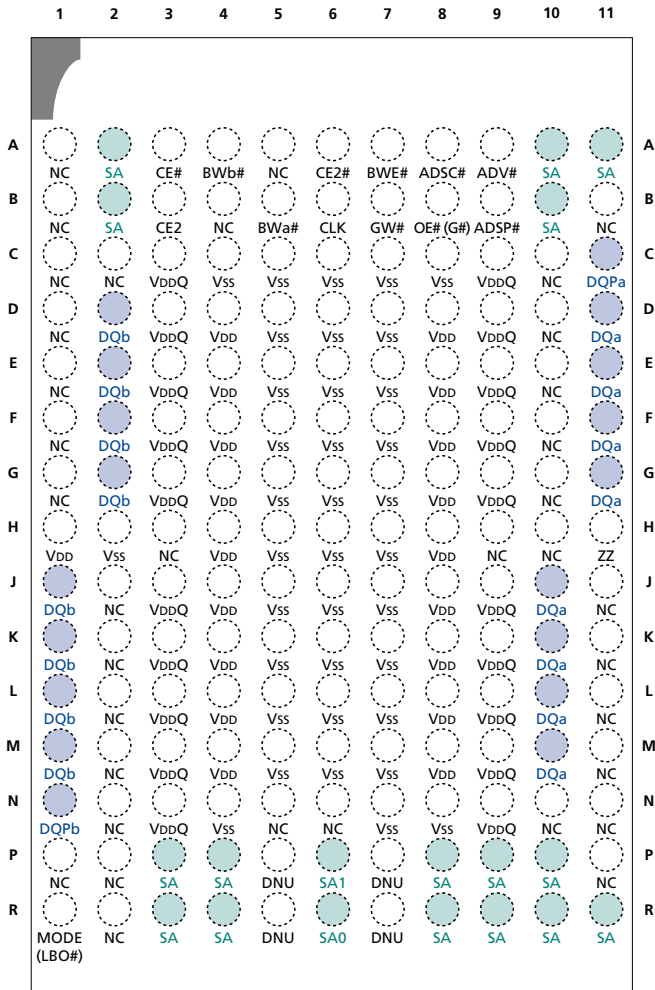 1 2 3 4 5 6 7 8 9 10 11
A A
NC SA CE# BWb# NC CE2# BWE# ADSC# ADV# SA SA
B B
NC SA CE2 NC BWa# CLK GW# OE# (G#) ADSP# SA NC
C C
NC NC VDDQ Vss Vss Vss Vss Vss VDDQ NC DQPa
D D
NC DQb VDDQ VDD Vss Vss Vss VDD VDDQ NC DQa
E E
NC DQb VDDQ VDD Vss Vss Vss VDD VDDQ NC DQa
F F
NC DQb VDDQ VDD Vss Vss Vss VDD VDDQ NC DQa
G G
NC DQb VDDQ VDD Vss Vss Vss VDD VDDQ NC DQa
H H
VDD Vss NC VDD Vss Vss Vss VDD NC NC ZZ
J J
DQb NC VDDQ VDD Vss Vss Vss VDD VDDQ DQa NC
K K
DQb NC VDDQ VDD Vss Vss Vss VDD VDDQ DQa NC
L L
DQb NC VDDQ VDD Vss Vss Vss VDD VDDQ DQa NC
M M
DQb NC VDDQ VDD Vss Vss Vss VDD VDDQ DQa NC
N N
DQPb NC VDDQ Vss NC NC Vss Vss VDDQ NC NC
P P
NC NC SA SA DNU SA1 DNU SA SA SA NC
R R
MODE NC SA SA DNU SA0 DNU SA SA SA SA
(LBO#)